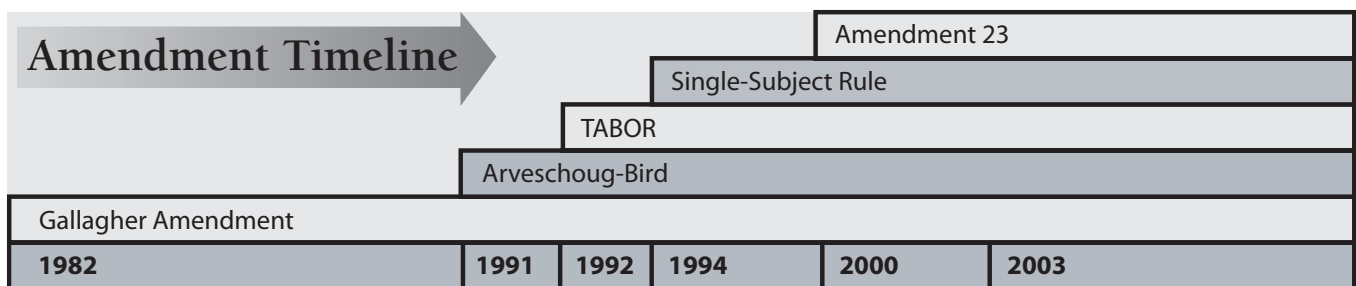 Amendment Timeline
Amendment 23
Single-Subject Rule
TABOR
Arveschoug-Bird
Gallagher Amendment
1982 1991 1992 1994 2000 2003